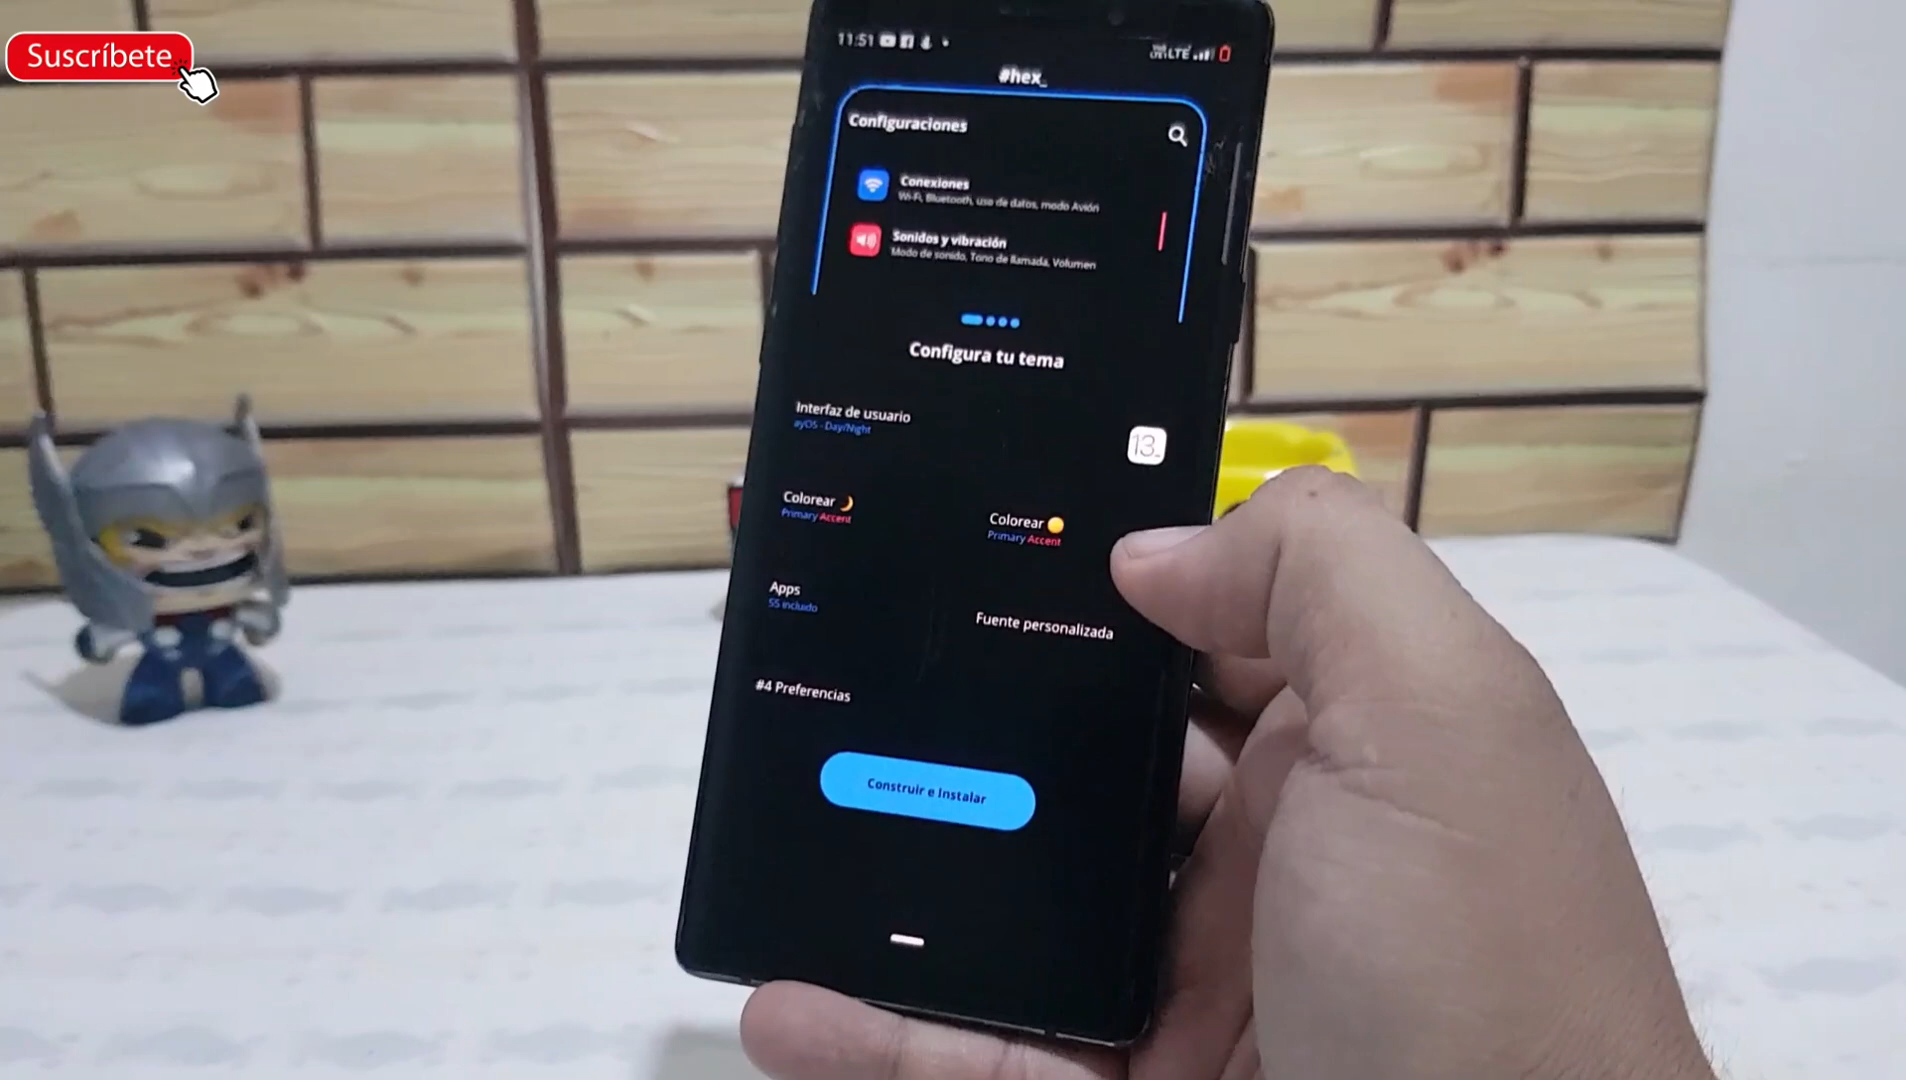 Suscríbete
11:51
LTE
#hex_
Configuraciones
Conexiones
Wi-Fi, Bluetooth, uso de datos, modo Avión
Sonidos y vibración
Modo de sonido, Tono de llamada, Volumen
Configura tu tema
Interfaz de usuario
ayOS - Day/Night
13_
Colorear
Primary Accent
Colorear
Primary Accent
Apps
55 incluido
Fuente personalizada
#4 Preferencias
Construir e Instalar